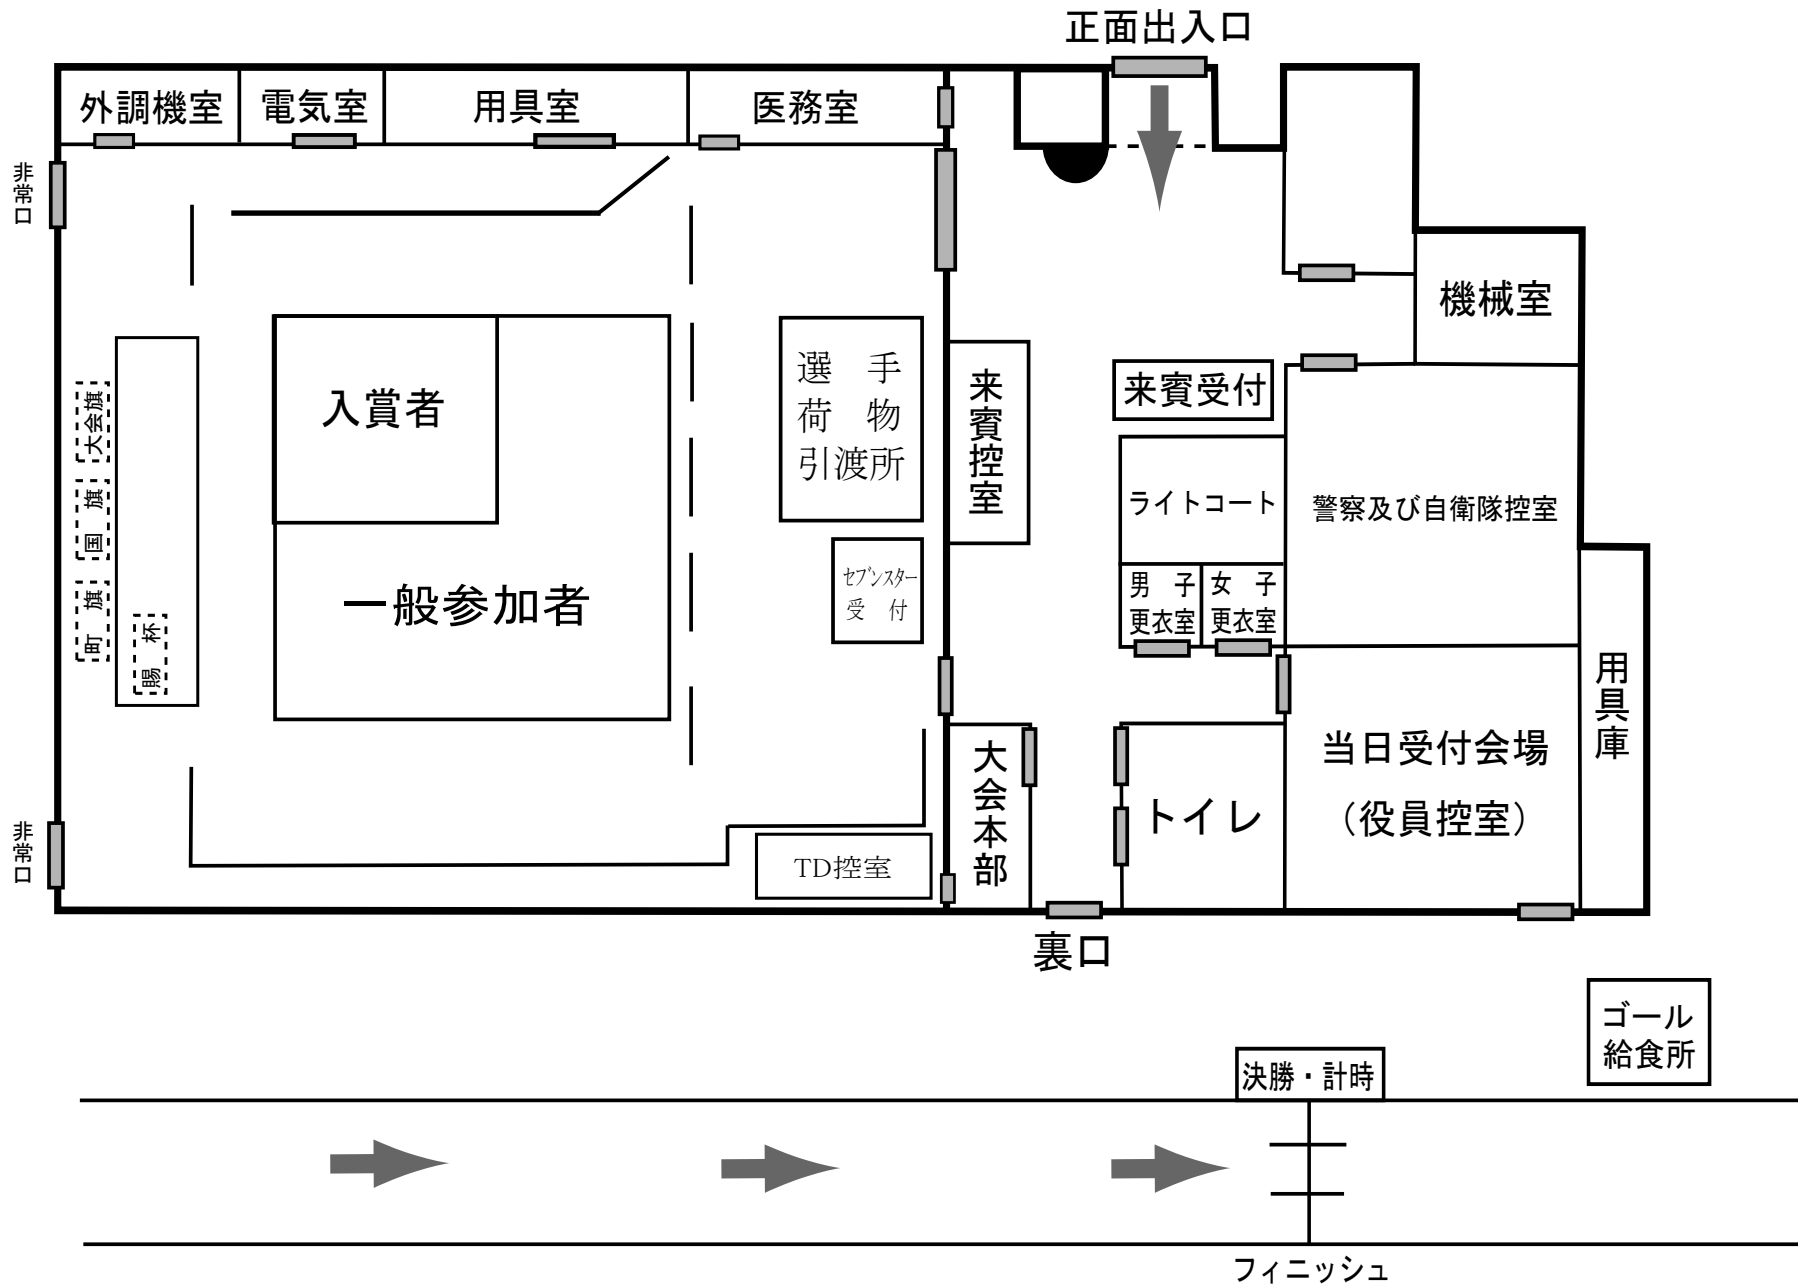 正面出入口
外調機室
電気室
用具室
医務室
非常口
機械室
入賞者
選　手
荷　物
引渡所
来賓控室
来賓受付
大会旗
国　旗
町　旗
賜　杯
ライトコート
警察及び自衛隊控室
一般参加者
セブンスター
受　付
男　子
更衣室
女　子
更衣室
用具庫
当日受付会場
（役員控室）
大会本部
トイレ
非常口
TD控室
裏口
ゴール
給食所
決勝・計時
フィニッシュ